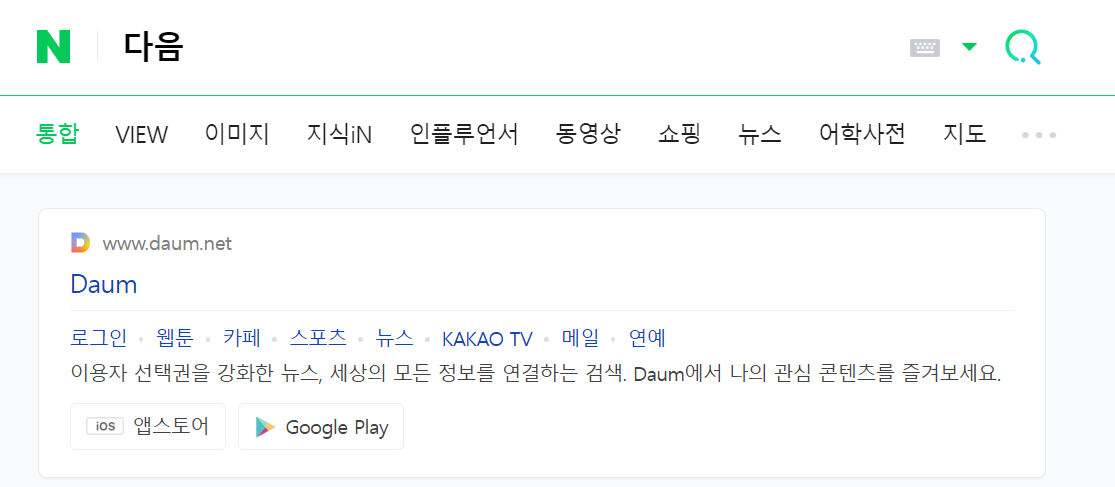 N 다음
통합 VIEW 이미지 지식iN 인플루언서 동영상 쇼핑 뉴스 어학사전 지도
www.daum.net
Daum
로그인 · 웹툰 · 카페 · 스포츠 · 뉴스 · KAKAO TV · 메일 · 연예
이용자 선택권을 강화한 뉴스, 세상의 모든 정보를 연결하는 검색. Daum에서 나의 관심 콘텐츠를 즐겨보세요.
iOS 앱스토어 Google Play